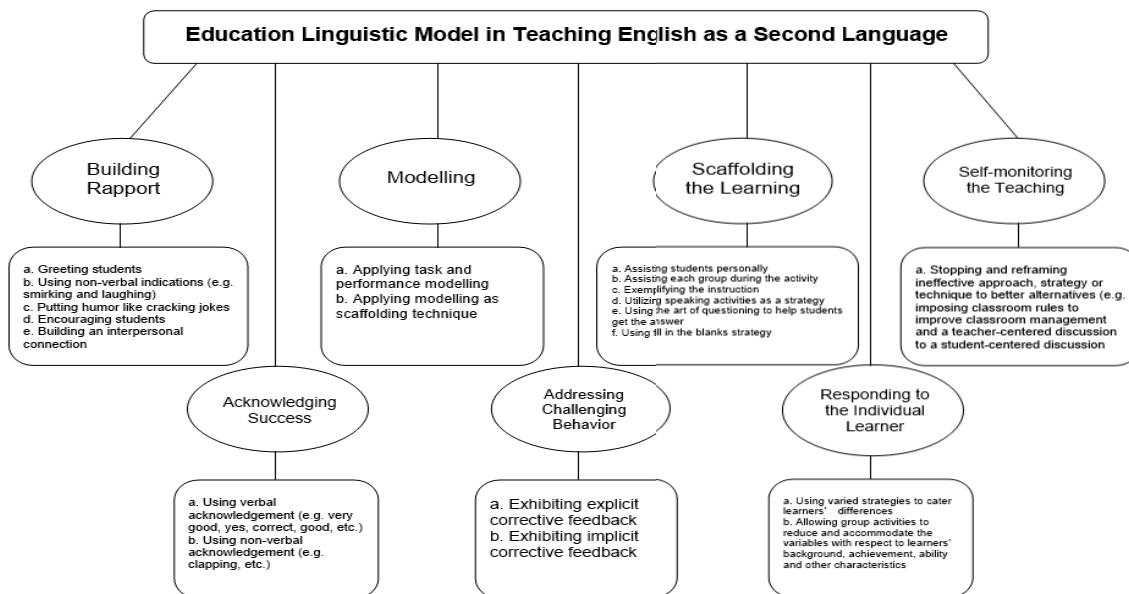 Education Linguistic Model in Teaching English as a Second Language
Building
Rapport
Modelling
Scaffolding
the Learning
Self-monitoring
the Teaching
a. Greeting students
b. Using non-verbal indications (e.g.
smirking and laughing)
c. Putting humor like cracking jokes
d. Encouraging students
e. Building an interpersonal
connection
a. Applying task and
performance modelling
b. Applying modelling as
scaffolding technique
a. Assisting students personally
b. Assisting each group during the activity
c. Exemplifying the instruction
d. Utilizing speaking activities as a strategy
e. Using the art of questioning to help students
get the answer
f. Using fill in the blanks strategy
a. Stopping and reframing
ineffective approach, strategy or
technique to better alternatives (e.g.
imposing classroom rules to
improve classroom management
and a teacher-centered discussion
to a student-centered discussion
Acknowledging
Success
Addressing
Challenging
Behavior
Responding to
the Individual
Learner
a. Using verbal
acknowledgement (e.g. very
good, yes, correct, good, etc.)
b. Using non-verbal
acknowledgement (e.g.
clapping, etc.)
a. Exhibiting explicit
corrective feedback
b. Exhibiting implicit
corrective feedback
a. Using varied strategies to cater
learners' differences
b. Allowing group activities to
reduce and accommodate the
variables with respect to learners'
background, achievement, ability
and other characteristics